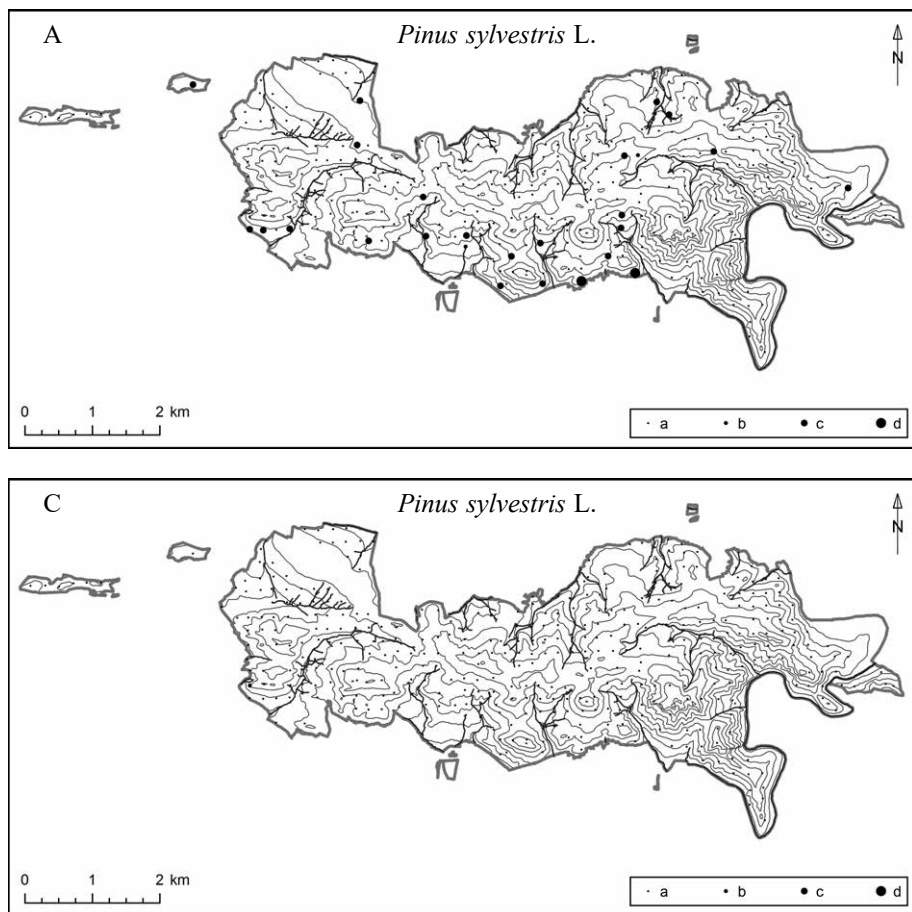 A Pinus sylvestris L.
N
0 1 2 km
a b c d
C Pinus sylvestris L.
N
0 1 2 km
a b c d